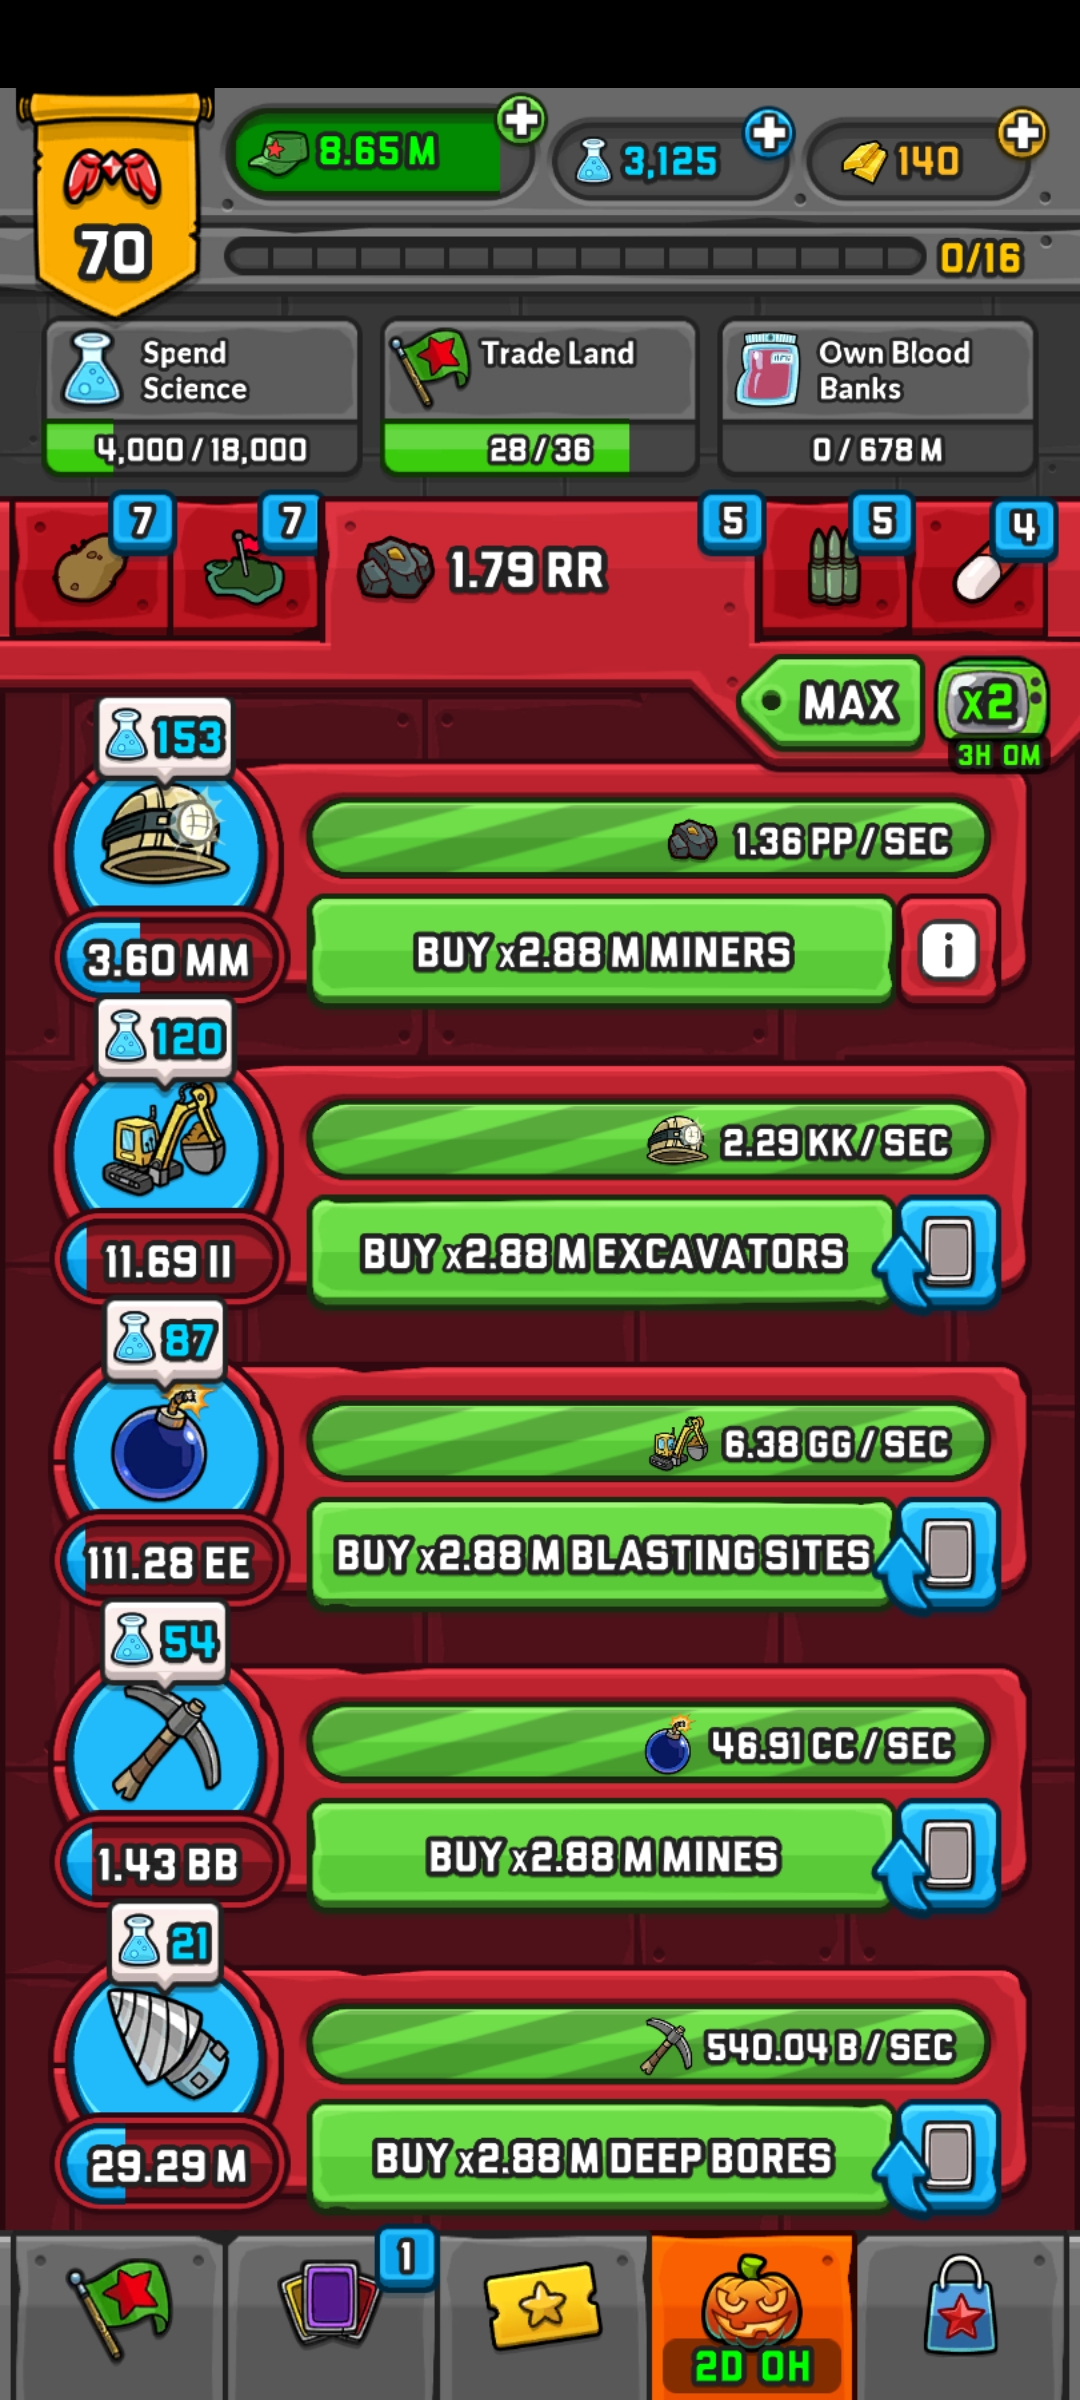 70
8.65 M
3,125
140
0/16
Spend Science
4,000 / 18,000
Trade Land
28 / 36
Own Blood Banks
0 / 678 M
7
7
1.79 RR
5
5
4
MAX
x2
3H 0M
153
1.36 PP / SEC
3.60 MM
BUY x2.88 M MINERS
i
120
2.29 KK / SEC
11.69 II
BUY x2.88 M EXCAVATORS
87
6.38 GG / SEC
111.28 EE
BUY x2.88 M BLASTING SITES
54
46.91 CC / SEC
1.43 BB
BUY x2.88 M MINES
21
540.04 B / SEC
29.29 M
BUY x2.88 M DEEP BORES
1
2D 0H